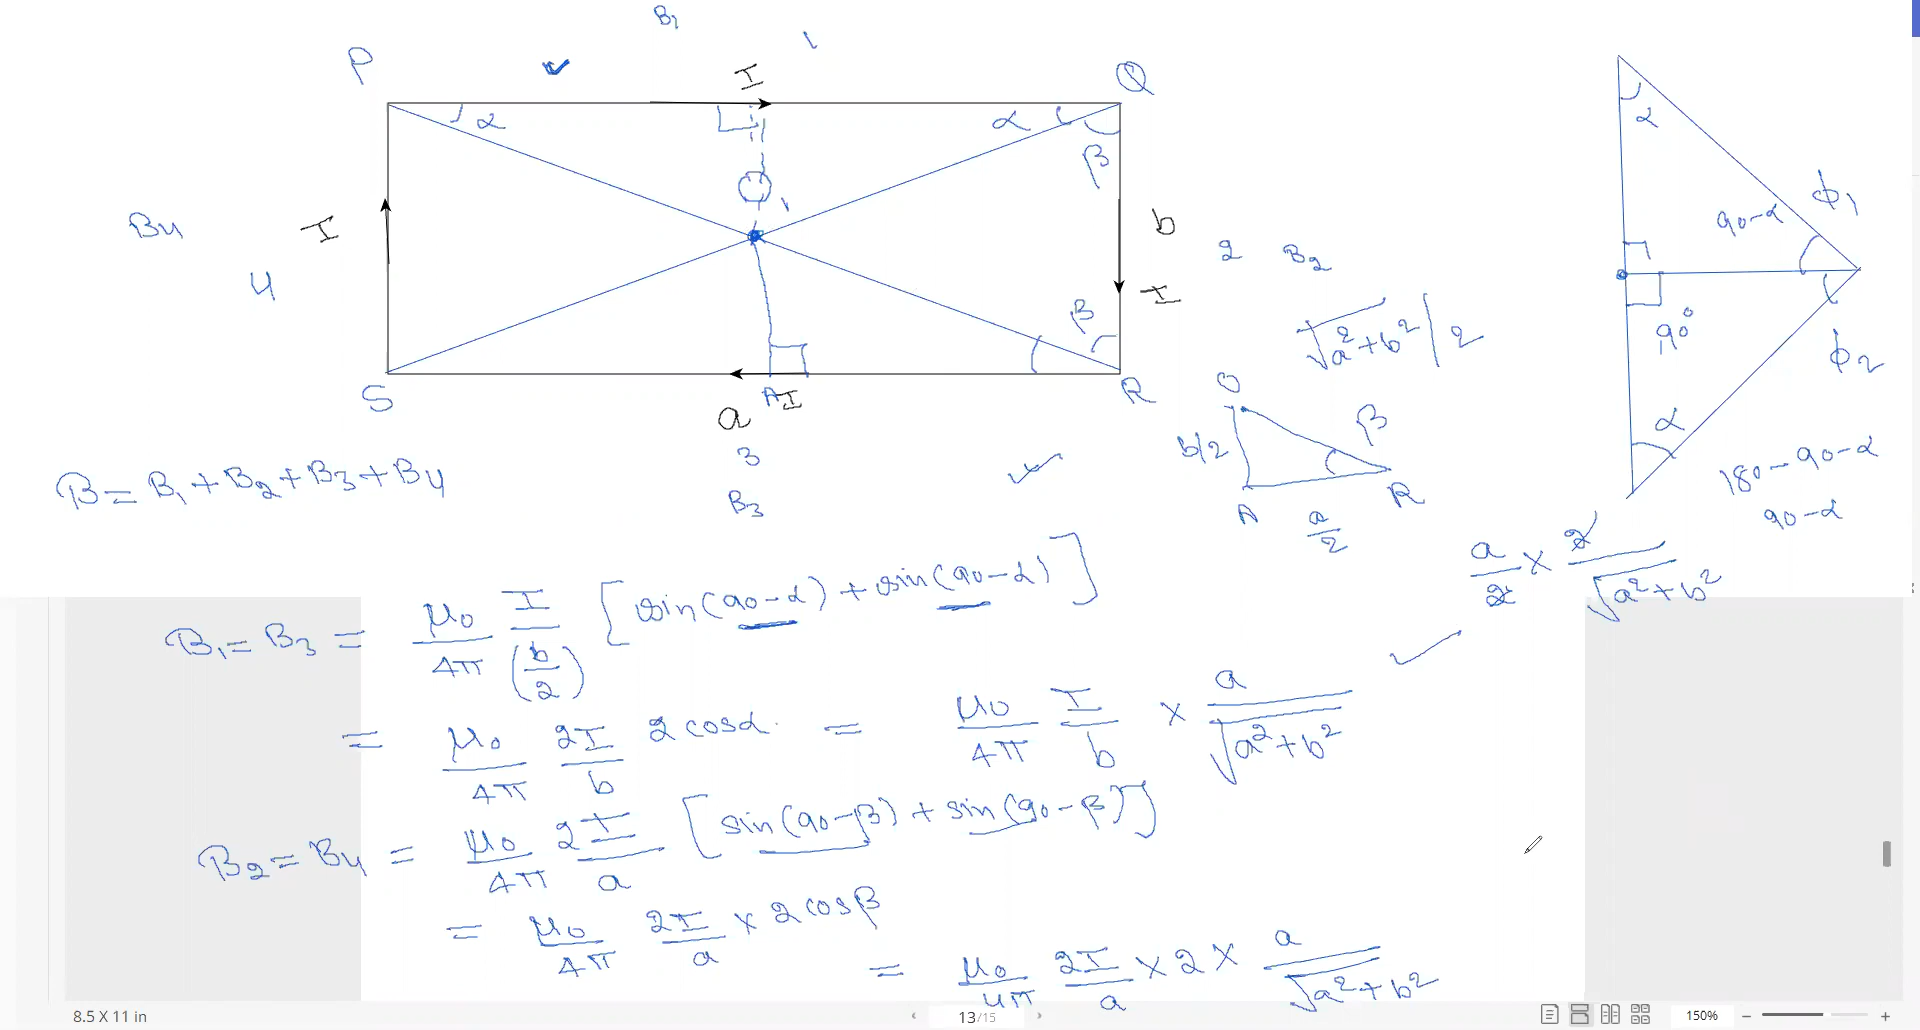 B₁
1
P
I
Q
α
α
β
O
B₄
I
b
4
2 B₂
I
β
√a²+b² / 2
S
a
A
I
R
3
B₃
O
β
b/2
A
a/2
R
α
90-α
ϕ₁
90°
ϕ₂
α
180-90-α
90-α
B = B₁ + B₂ + B₃ + B₄
a/2 × 2/√a²+b²
B₁ = B₃ = μ₀/4π I/(b/2) [sin(90-α) + sin(90-α)]
= μ₀/4π 2I/b 2 cosα = μ₀/4π I/b × a/√a²+b²
B₂ = B₄ = μ₀/4π 2I/a [sin(90-β) + sin(90-β)]
= μ₀/4π 2I/a × 2 cosβ
= μ₀/4π 2I/a × 2 × a/√a²+b²
8.5 X 11 in
13/15
150%